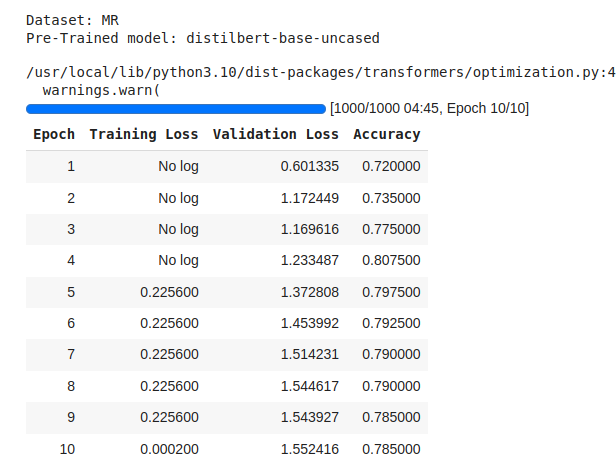 Dataset: MR
Pre-Trained model: distilbert-base-uncased
/usr/local/lib/python3.10/dist-packages/transformers/optimization.py:4
warnings.warn(
[1000/1000 04:45, Epoch 10/10]
Epoch Training Loss Validation Loss Accuracy
1 No log 0.601335 0.720000
2 No log 1.172449 0.735000
3 No log 1.169616 0.775000
4 No log 1.233487 0.807500
5 0.225600 1.372808 0.797500
6 0.225600 1.453992 0.792500
7 0.225600 1.514231 0.790000
8 0.225600 1.544617 0.790000
9 0.225600 1.543927 0.785000
10 0.000200 1.552416 0.785000